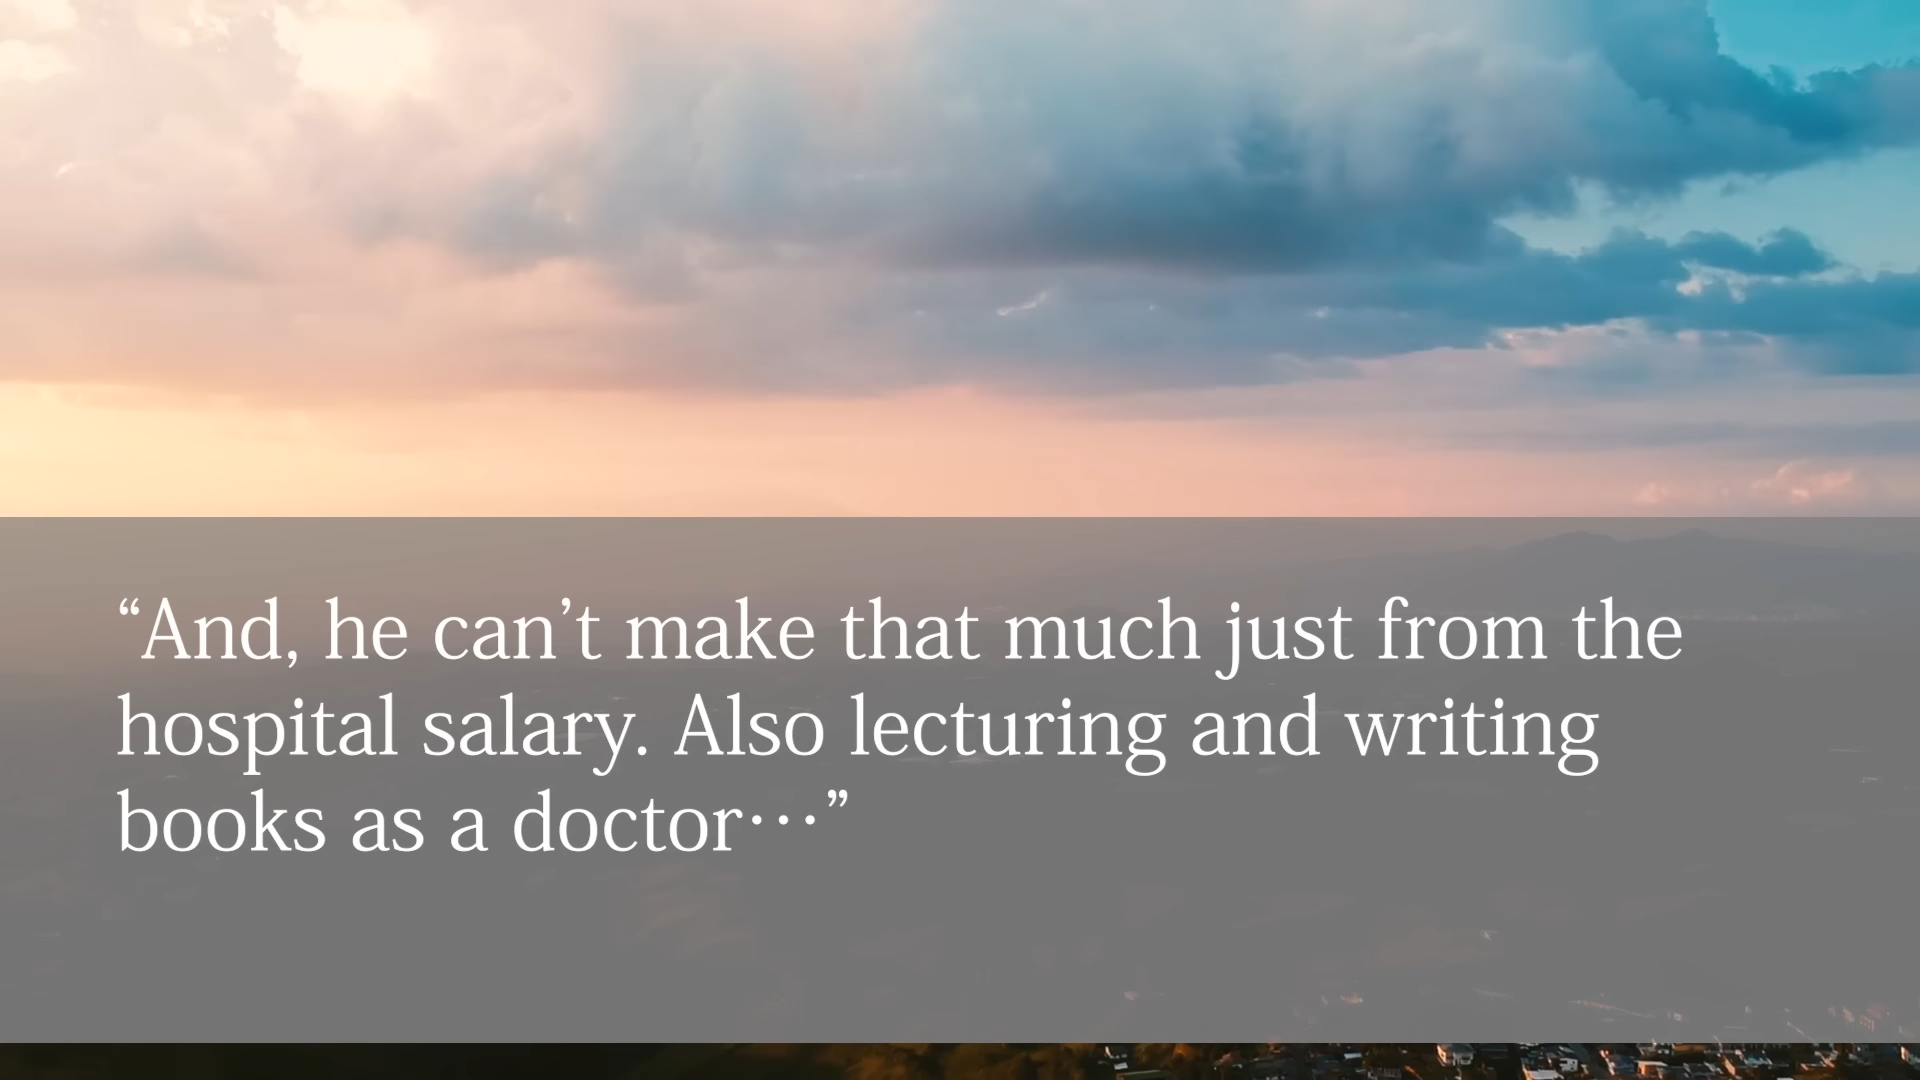 “And, he can’t make that much just from the
hospital salary. Also lecturing and writing
books as a doctor⋯”